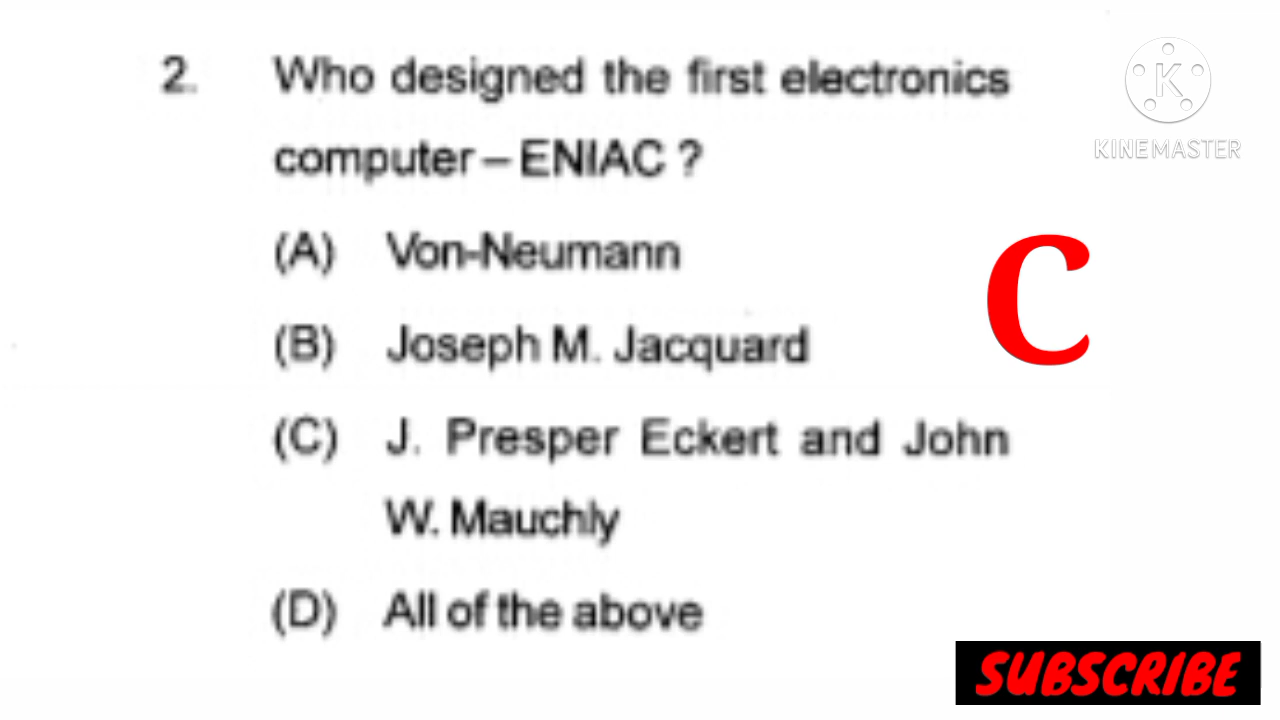 2. Who designed the first electronics
computer – ENIAC ?
(A) Von-Neumann
(B) Joseph M. Jacquard
(C) J. Presper Eckert and John
W. Mauchly
(D) All of the above
C
K
KINEMASTER
SUBSCRIBE